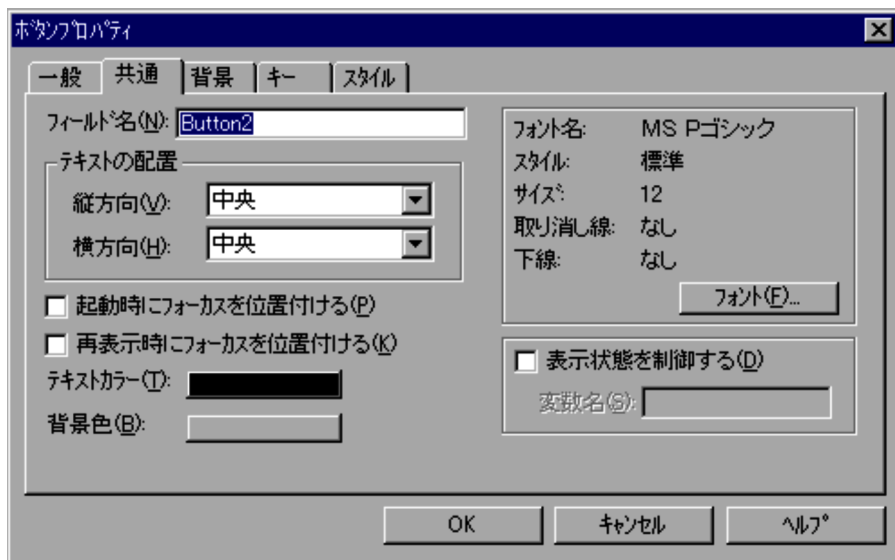 ﾎﾞﾀﾝﾌﾟﾛﾊﾟﾃｨ
一般 共通 背景 ｷｰ ｽﾀｲﾙ
ﾌｨｰﾙﾄﾞ名(N): Button2
テキストの配置
縦方向(V): 中央
横方向(H): 中央
起動時にﾌｫｰｶｽを位置付ける(P)
再表示時にﾌｫｰｶｽを位置付ける(K)
ﾃｷｽﾄｶﾗｰ(T):
背景色(B):
ﾌｫﾝﾄ名: MS Pゴシック
ｽﾀｲﾙ: 標準
ｻｲｽﾞ: 12
取り消し線: なし
下線: なし
ﾌｫﾝﾄ(F)...
表示状態を制御する(D)
変数名(S):
OK ｷｬﾝｾﾙ ﾍﾙﾌﾟ